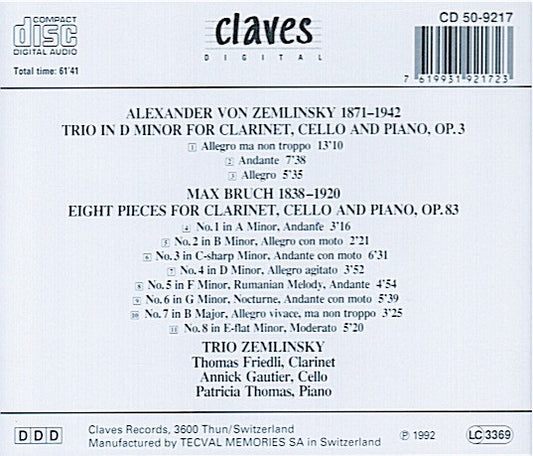 COMPACT
disc
DIGITAL AUDIO
Total time: 61'41
claves
DIGITAL
CD 50-9217
7 619931 921723
ALEXANDER VON ZEMLINSKY 1871–1942
TRIO IN D MINOR FOR CLARINET, CELLO AND PIANO, OP. 3
1 Allegro ma non troppo 13'10
2 Andante 7'38
3 Allegro 5'35
MAX BRUCH 1838–1920
EIGHT PIECES FOR CLARINET, CELLO AND PIANO, OP. 83
4 No. 1 in A Minor, Andanfe 3'16
5 No. 2 in B Minor, Allegro con moto 2'21
6 No. 3 in C-sharp Minor, Andante con moto 6'31
7 No. 4 in D Minor, Allegro agitato 3'52
8 No. 5 in F Minor, Rumanian Melody, Andante 4'54
9 No. 6 in G Minor, Nocturne, Andante con moto 5'39
10 No. 7 in B Major, Allegro vivace, ma non troppo 3'25
11 No. 8 in E-flat Minor, Moderato 5'20
TRIO ZEMLINSKY
Thomas Friedli, Clarinet
Annick Gautier, Cello
Patricia Thomas, Piano
DDD
Claves Records, 3600 Thun/Switzerland
Manufactured by TECVAL MEMORIES SA in Switzerland
℗ 1992
LC 3369